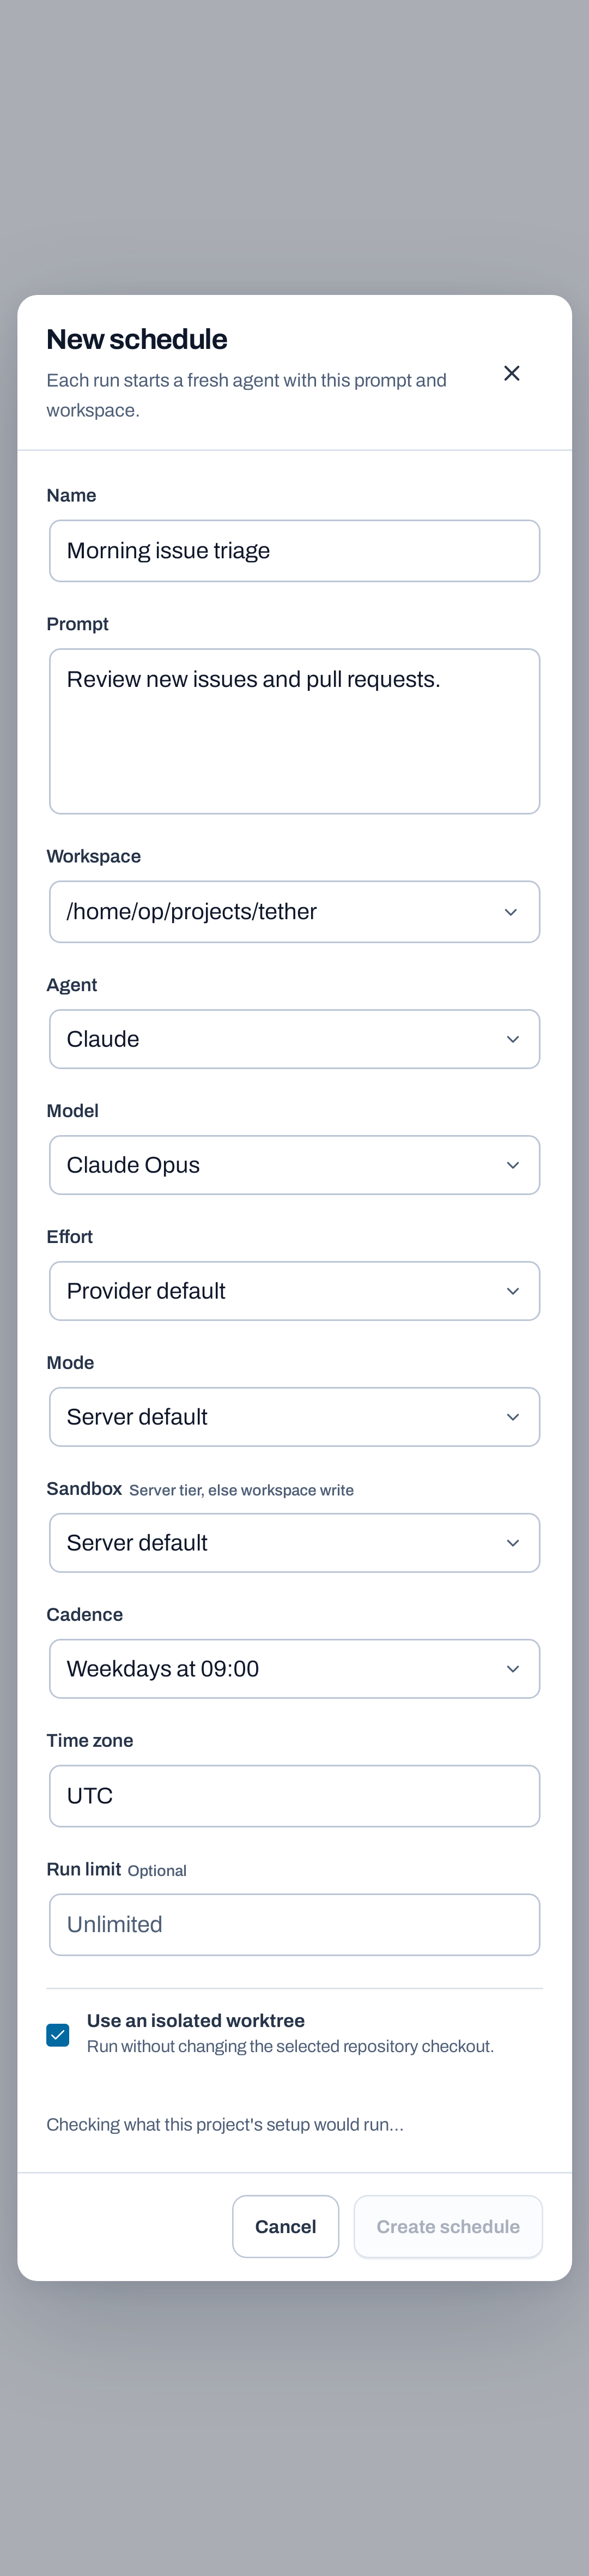 New schedule
Each run starts a fresh agent with this prompt and
workspace.
Name
Morning issue triage
Prompt
Review new issues and pull requests.
Workspace
/home/op/projects/tether
Agent
Claude
Model
Claude Opus
Effort
Provider default
Mode
Server default
Sandbox Server tier, else workspace write
Server default
Cadence
Weekdays at 09:00
Time zone
UTC
Run limit Optional
Unlimited
Use an isolated worktree
Run without changing the selected repository checkout.
Checking what this project's setup would run...
Cancel Create schedule